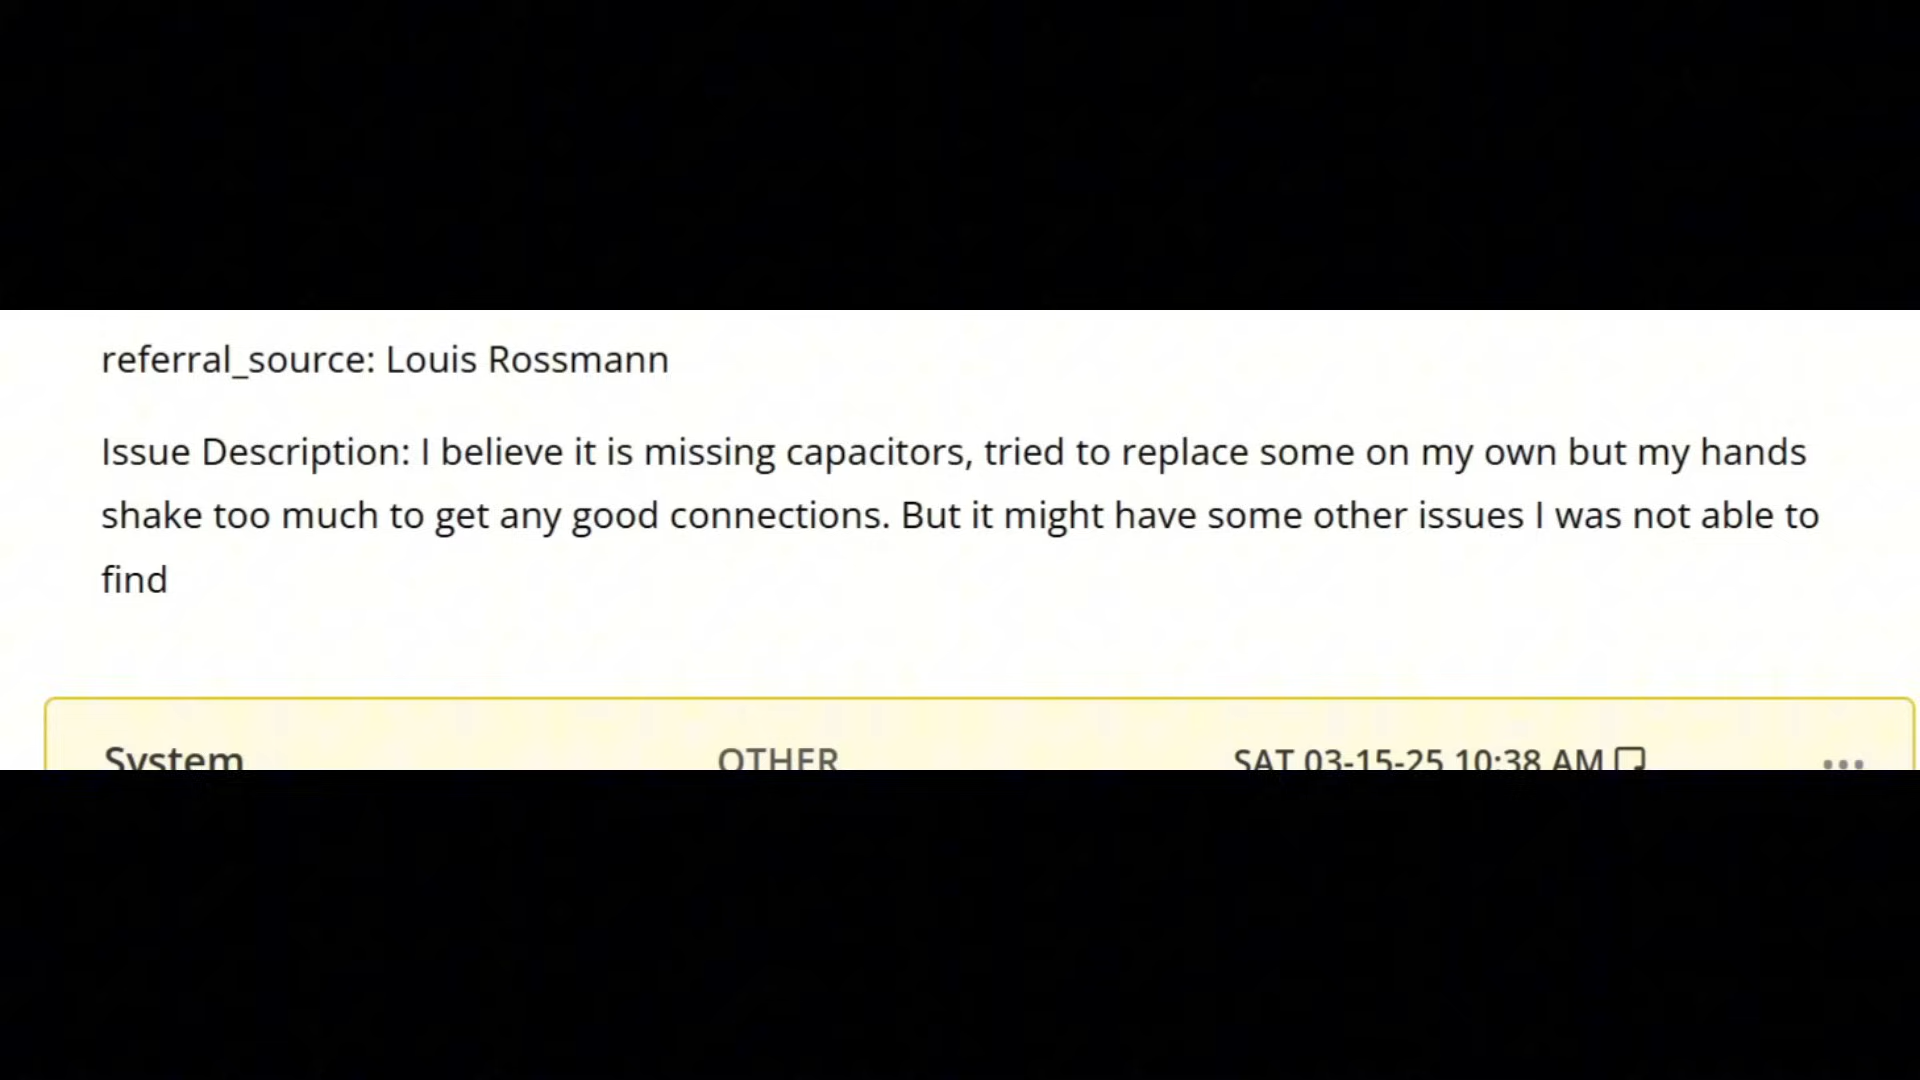 referral_source: Louis Rossmann
Issue Description: I believe it is missing capacitors, tried to replace some on my own but my hands
shake too much to get any good connections. But it might have some other issues I was not able to
find
System OTHER SAT 03-15-25 10:38 AM